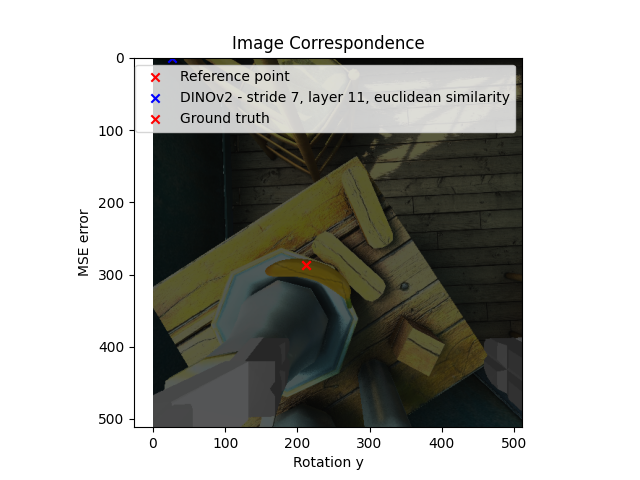 Image Correspondence
Reference point
DINOv2 - stride 7, layer 11, euclidean similarity
Ground truth
0
100
200
300
400
500
MSE error
0
100
200
300
400
500
Rotation y